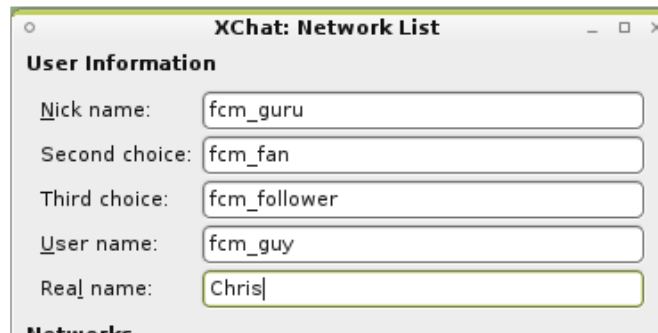 XChat: Network List
User Information
Nick name: fcm_guru
Second choice: fcm_fan
Third choice: fcm_follower
User name: fcm_guy
Real name: Chris
Networks